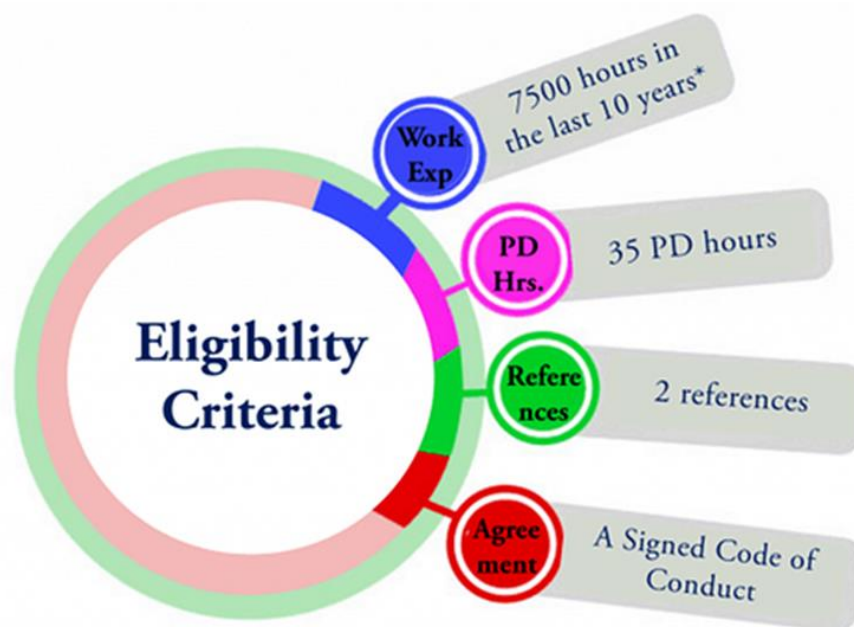 Eligibility
Criteria
Work
Exp
7500 hours in
the last 10 years*
PD
Hrs.
35 PD hours
Refere
nces
2 references
Agree
ment
A Signed Code of
Conduct